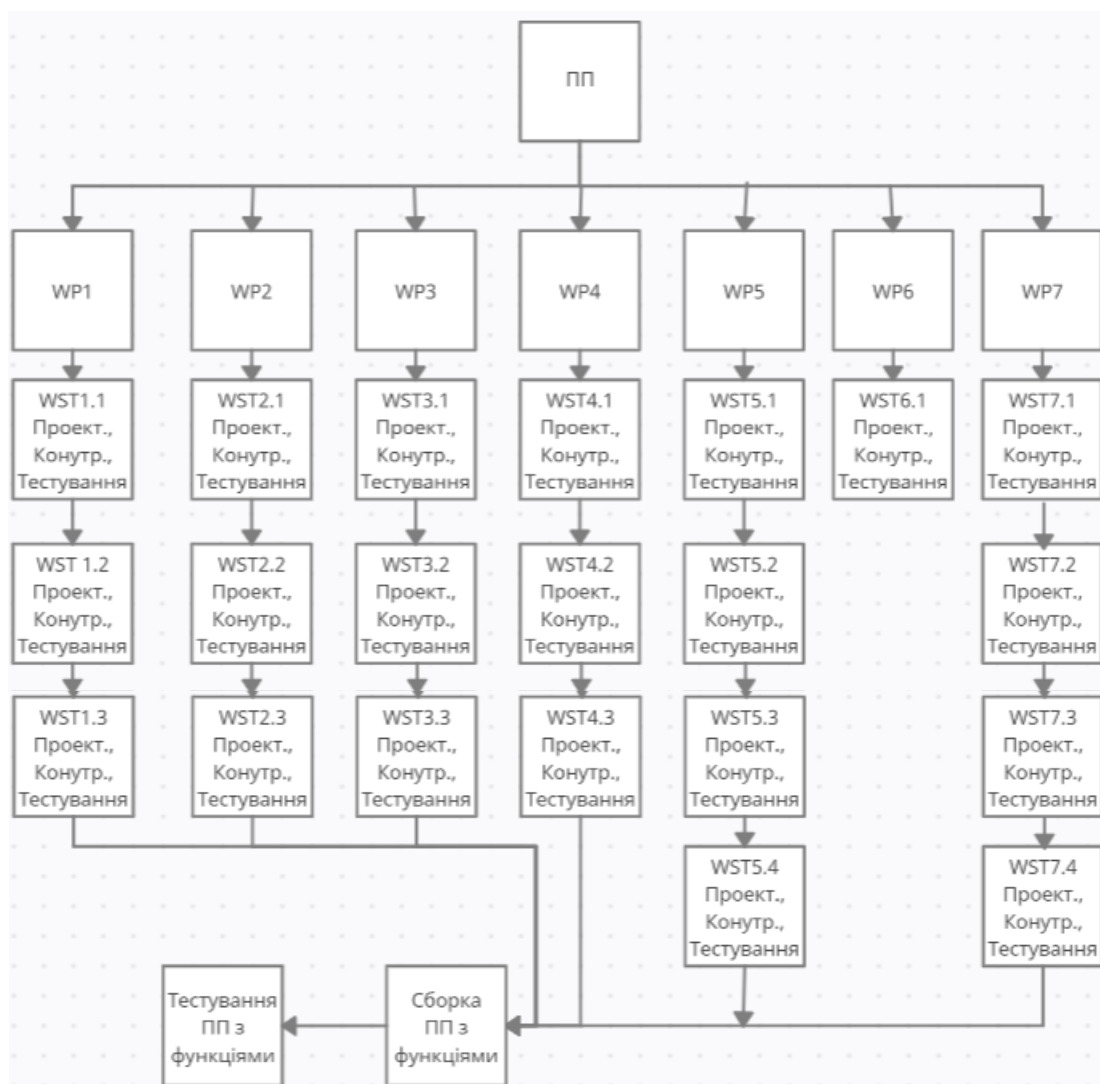 ПП
WP1
WP2
WP3
WP4
WP5
WP6
WP7
WST1.1
Проект.,
Конутр.,
Тестування
WST2.1
Проект.,
Конутр.,
Тестування
WST3.1
Проект.,
Конутр.,
Тестування
WST4.1
Проект.,
Конутр.,
Тестування
WST5.1
Проект.,
Конутр.,
Тестування
WST6.1
Проект.,
Конутр.,
Тестування
WST7.1
Проект.,
Конутр.,
Тестування
WST 1.2
Проект.,
Конутр.,
Тестування
WST2.2
Проект.,
Конутр.,
Тестування
WST3.2
Проект.,
Конутр.,
Тестування
WST4.2
Проект.,
Конутр.,
Тестування
WST5.2
Проект.,
Конутр.,
Тестування
WST7.2
Проект.,
Конутр.,
Тестування
WST1.3
Проект.,
Конутр.,
Тестування
WST2.3
Проект.,
Конутр.,
Тестування
WST3.3
Проект.,
Конутр.,
Тестування
WST4.3
Проект.,
Конутр.,
Тестування
WST5.3
Проект.,
Конутр.,
Тестування
WST7.3
Проект.,
Конутр.,
Тестування
WST5.4
Проект.,
Конутр.,
Тестування
WST7.4
Проект.,
Конутр.,
Тестування
Тестування
ПП з
функціями
Сборка
ПП з
функціями